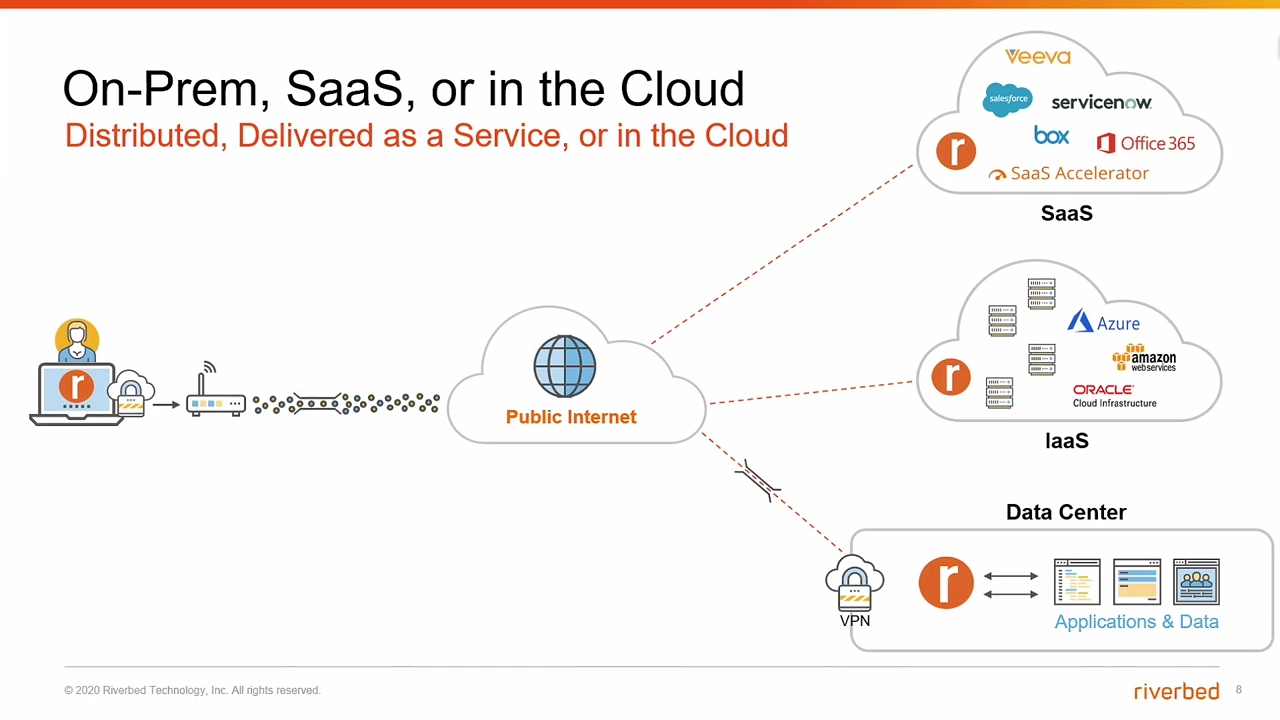 On-Prem, SaaS, or in the Cloud
Distributed, Delivered as a Service, or in the Cloud
Veeva
salesforce
servicenow
box
Office 365
r
SaaS Accelerator
SaaS
r
Public Internet
Azure
amazon
web services
r
ORACLE
Cloud Infrastructure
IaaS
Data Center
r
VPN
Applications & Data
© 2020 Riverbed Technology, Inc. All rights reserved.
riverbed
8